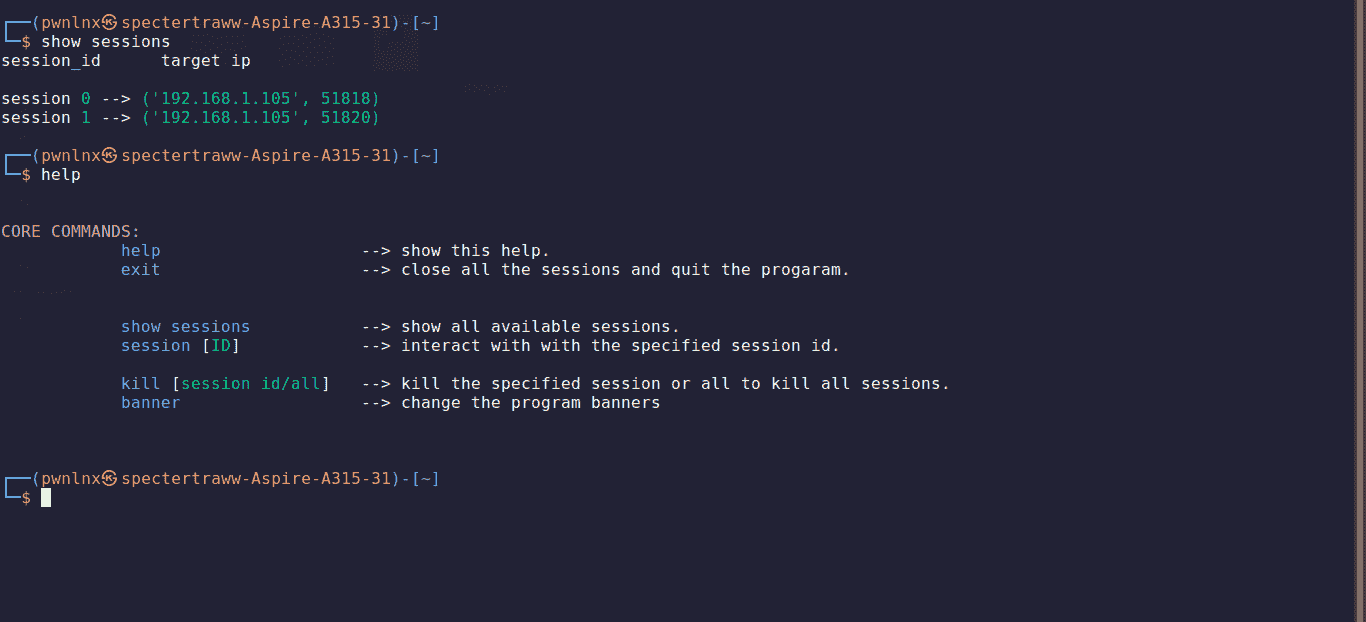 ┌──(pwnlnx㉿spectertraww-Aspire-A315-31)-[~]
└─$ show sessions
session_id      target ip
session 0 --> ('192.168.1.105', 51818)
session 1 --> ('192.168.1.105', 51820)
┌──(pwnlnx㉿spectertraww-Aspire-A315-31)-[~]
└─$ help
CORE COMMANDS:
help                    --> show this help.
exit                    --> close all the sessions and quit the progaram.
show sessions           --> show all available sessions.
session [ID]            --> interact with with the specified session id.
kill [session id/all]   --> kill the specified session or all to kill all sessions.
banner                  --> change the program banners
┌──(pwnlnx㉿spectertraww-Aspire-A315-31)-[~]
└─$